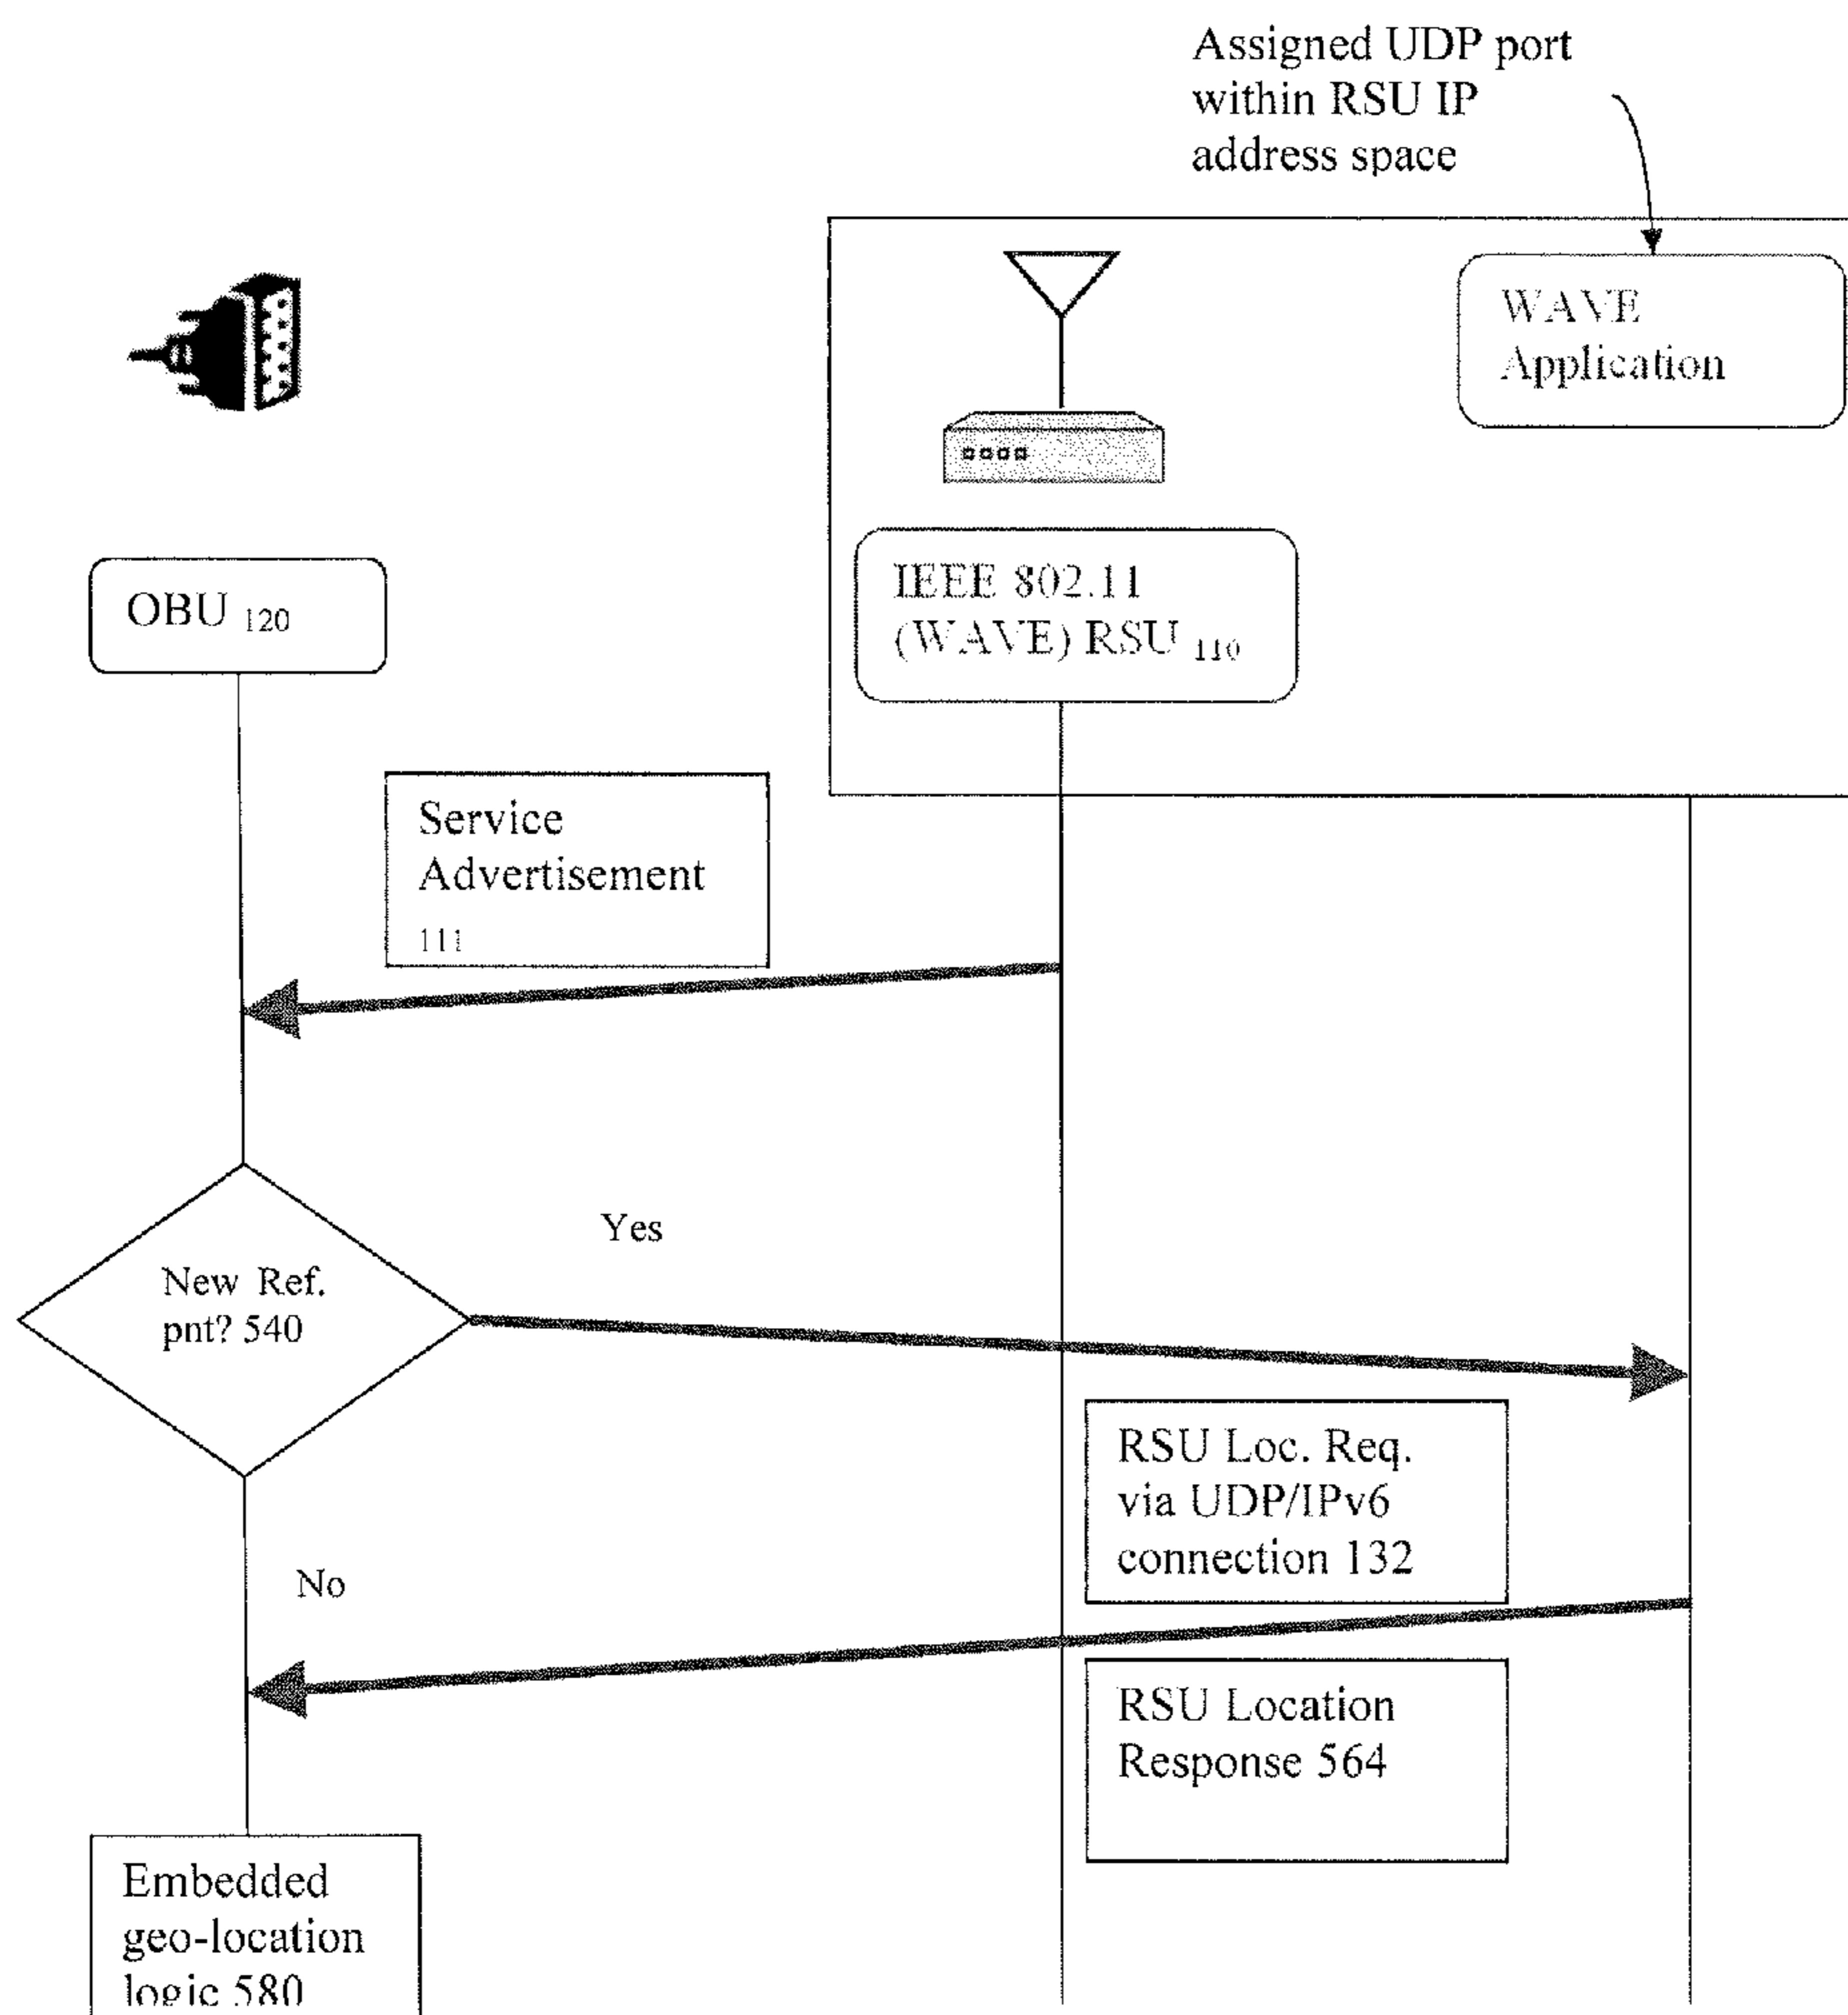 Assigned UDP port
within RSU IP
address space
WAVE
Application
IEEE 802.11
(WAVE) RSU 110
OBU 120
Service
Advertisement
111
Yes
New Ref.
pnt? 540
RSU Loc. Req.
via UDP/IPv6
connection 132
No
RSU Location
Response 564
Embedded
geo-location
logic 580